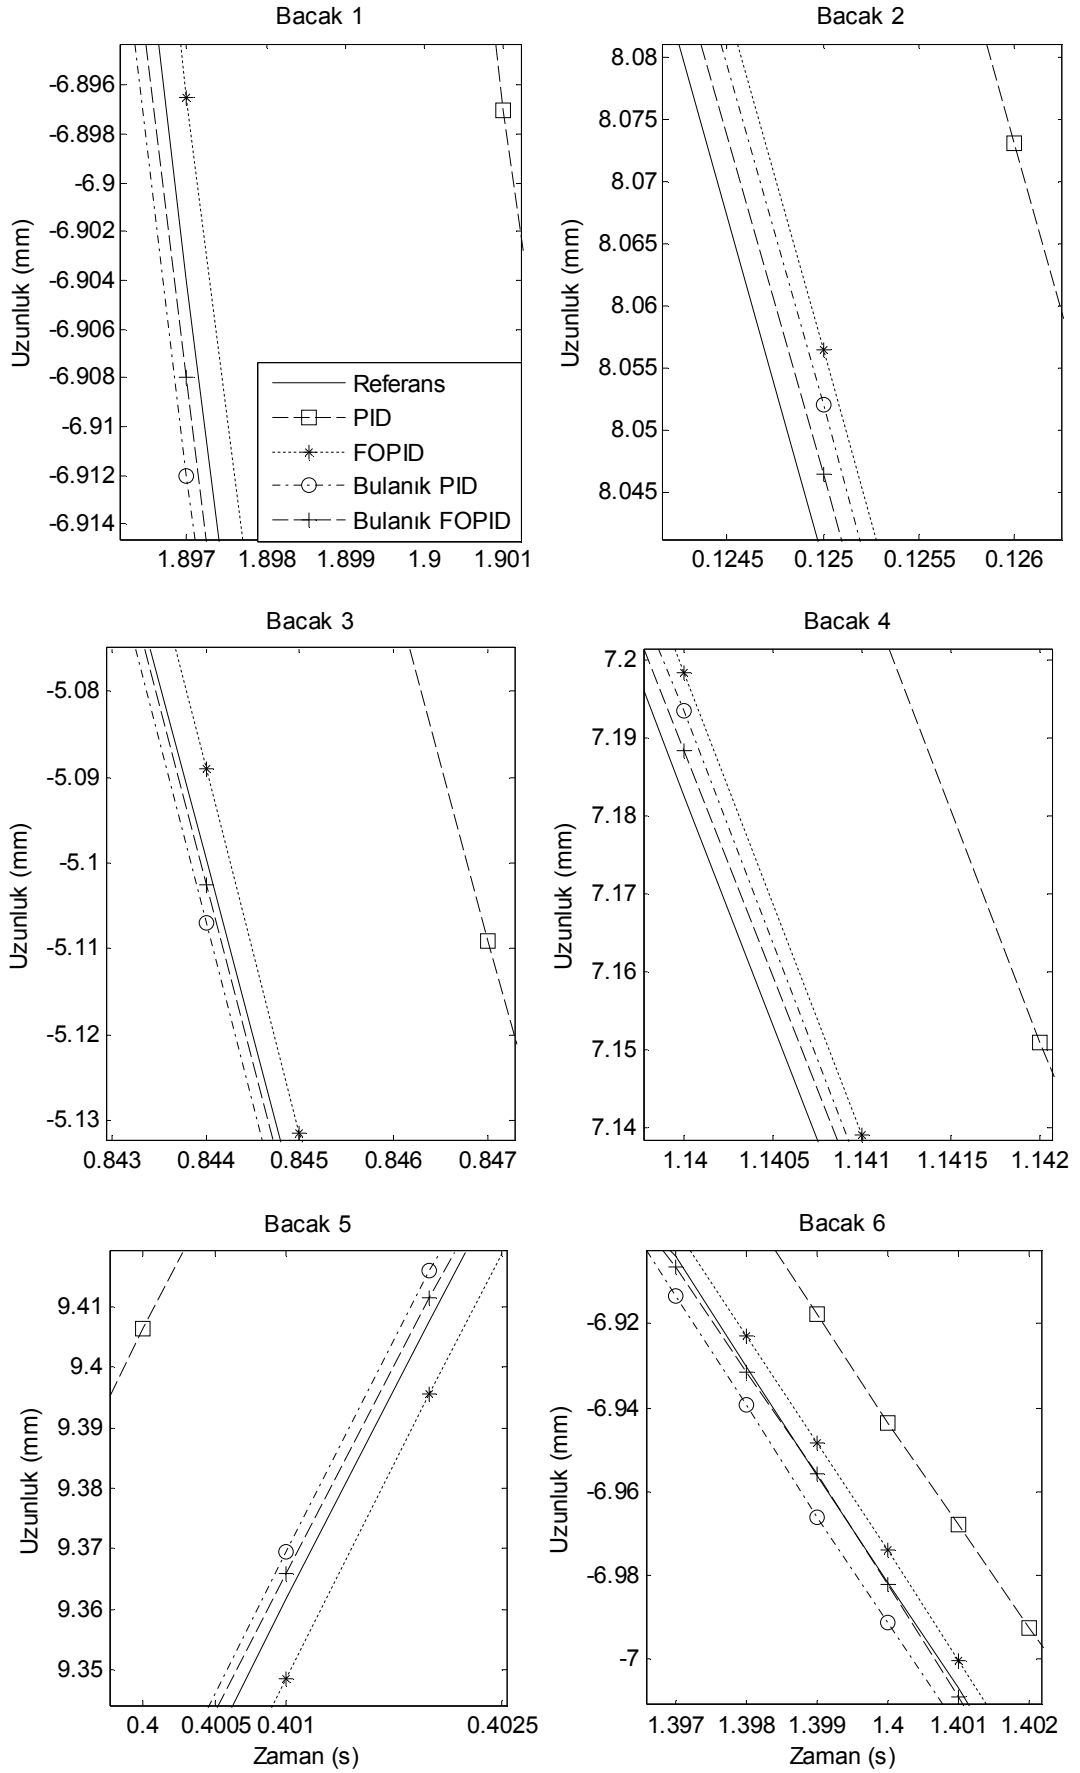 Bacak 1
Uzunluk (mm)
-6.896
-6.898
-6.9
-6.902
-6.904
-6.906
-6.908
-6.91
-6.912
-6.914
1.897 1.898 1.899 1.9 1.901
Referans
PID
FOPID
Bulanık PID
Bulanık FOPID
Bacak 2
Uzunluk (mm)
8.08
8.075
8.07
8.065
8.06
8.055
8.05
8.045
0.1245 0.125 0.1255 0.126
Bacak 3
Uzunluk (mm)
-5.08
-5.09
-5.1
-5.11
-5.12
-5.13
0.843 0.844 0.845 0.846 0.847
Bacak 4
Uzunluk (mm)
7.2
7.19
7.18
7.17
7.16
7.15
7.14
1.14 1.1405 1.141 1.1415 1.142
Bacak 5
Uzunluk (mm)
9.41
9.4
9.39
9.38
9.37
9.36
9.35
0.4 0.4005 0.401 0.4025
Zaman (s)
Bacak 6
Uzunluk (mm)
-6.92
-6.94
-6.96
-6.98
-7
1.397 1.398 1.399 1.4 1.401 1.402
Zaman (s)